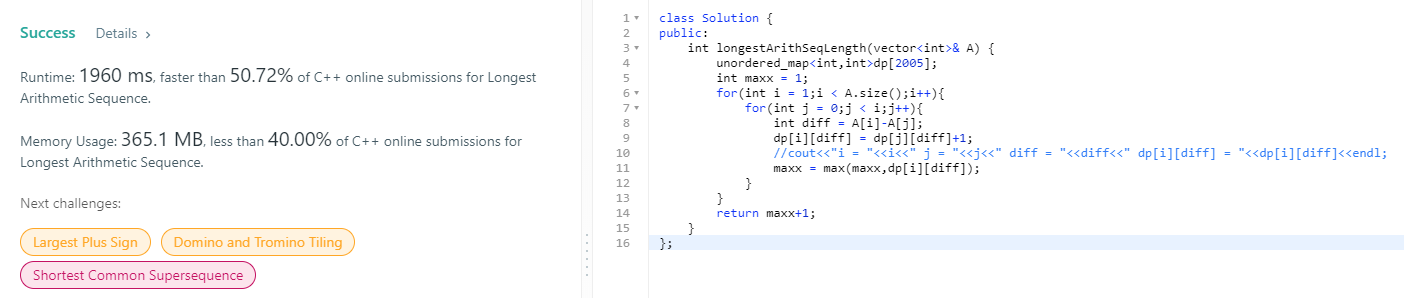 Success Details ›
Runtime: 1960 ms, faster than 50.72% of C++ online submissions for Longest
Arithmetic Sequence.
Memory Usage: 365.1 MB, less than 40.00% of C++ online submissions for
Longest Arithmetic Sequence.
Next challenges:
Largest Plus Sign Domino and Tromino Tiling
Shortest Common Supersequence
1 class Solution {
2 public:
3 int longestArithSeqLength(vector<int>& A) {
4 unordered_map<int,int>dp[2005];
5 int maxx = 1;
6 for(int i = 1;i < A.size();i++){
7 for(int j = 0;j < i;j++){
8 int diff = A[i]-A[j];
9 dp[i][diff] = dp[j][diff]+1;
10 //cout<<"i = "<<i<<" j = "<<j<<" diff = "<<diff<<" dp[i][diff] = "<<dp[i][diff]<<endl;
11 maxx = max(maxx,dp[i][diff]);
12 }
13 }
14 return maxx+1;
15 }
16 };